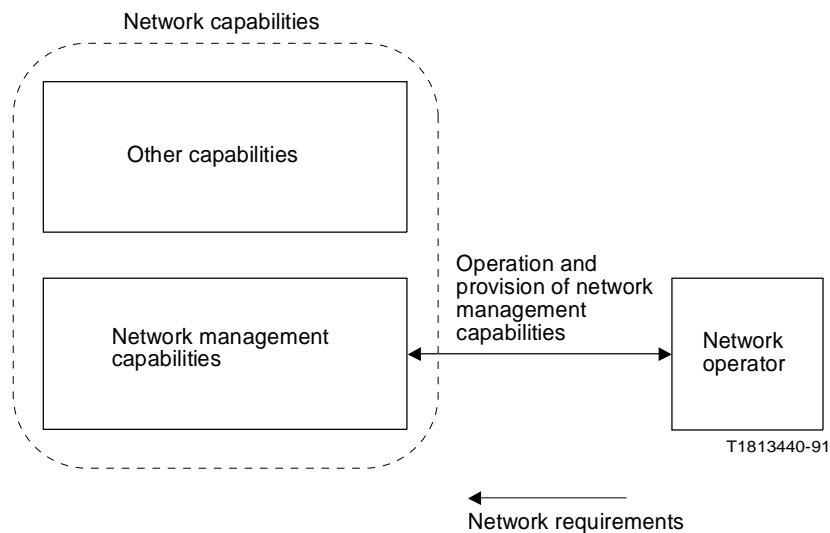 Network capabilities
Other capabilities
Operation and
provision of network
management
capabilities
Network management
capabilities
Network
operator
T1813440-91
Network requirements